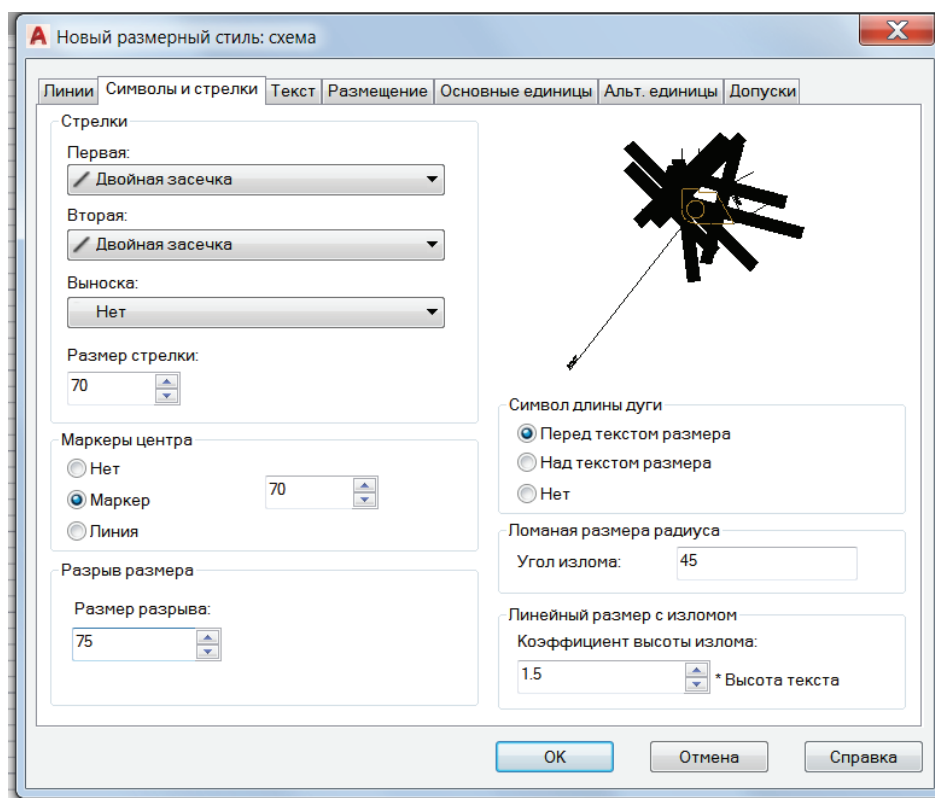 Новый размерный стиль: схема
Линии Символы и стрелки Текст Размещение Основные единицы Альт. единицы Допуски
Стрелки
Первая:
Двойная засечка
Вторая:
Двойная засечка
Выноска:
Нет
Размер стрелки:
70
Маркеры центра
Нет
Маркер
70
Линия
Разрыв размера
Размер разрыва:
75
Символ длины дуги
Перед текстом размера
Над текстом размера
Нет
Ломаная размера радиуса
Угол излома: 45
Линейный размер с изломом
Коэффициент высоты излома:
1.5 * Высота текста
OK Отмена Справка